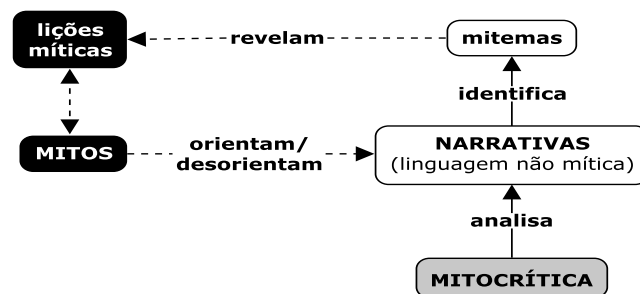 lições
míticas
revelam
mitemas
identifica
MITOS
orientam/
desorientam
NARRATIVAS
(linguagem não mítica)
analisa
MITOCRÍTICA